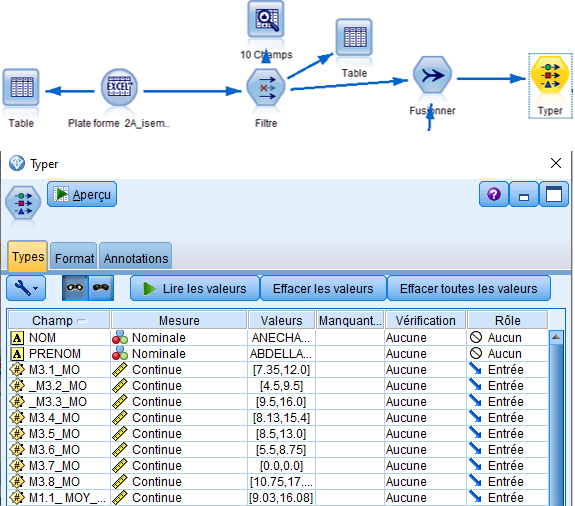 10 Champs
Table
EXCEL
Table
Plate forme 2A_isem...
Filtre
Fusionner
Typer
Typer
Aperçu
?
Types Format Annotations
Lire les valeurs Effacer les valeurs Effacer toutes les valeurs
Champ Mesure Valeurs Manquant... Vérification Rôle
A NOM Nominale ANECHA... Aucune Aucun
A PRENOM Nominale ABDELLA... Aucune Aucun
# M3.1_MO Continue [7.35,12.0] Aucune Entrée
# _M3.2_MO Continue [4.5,9.5] Aucune Entrée
# _M3.3_MO Continue [9.5,16.0] Aucune Entrée
# M3.4_MO Continue [8.13,15.4] Aucune Entrée
# M3.5_MO Continue [8.5,13.0] Aucune Entrée
# M3.6_MO Continue [5.5,8.75] Aucune Entrée
# M3.7_MO Continue [0.0,0.0] Aucune Entrée
# M3.8_MO Continue [10.75,17.... Aucune Entrée
# M1.1_ MOY_... Continue [9.03,16.08] Aucune Entrée